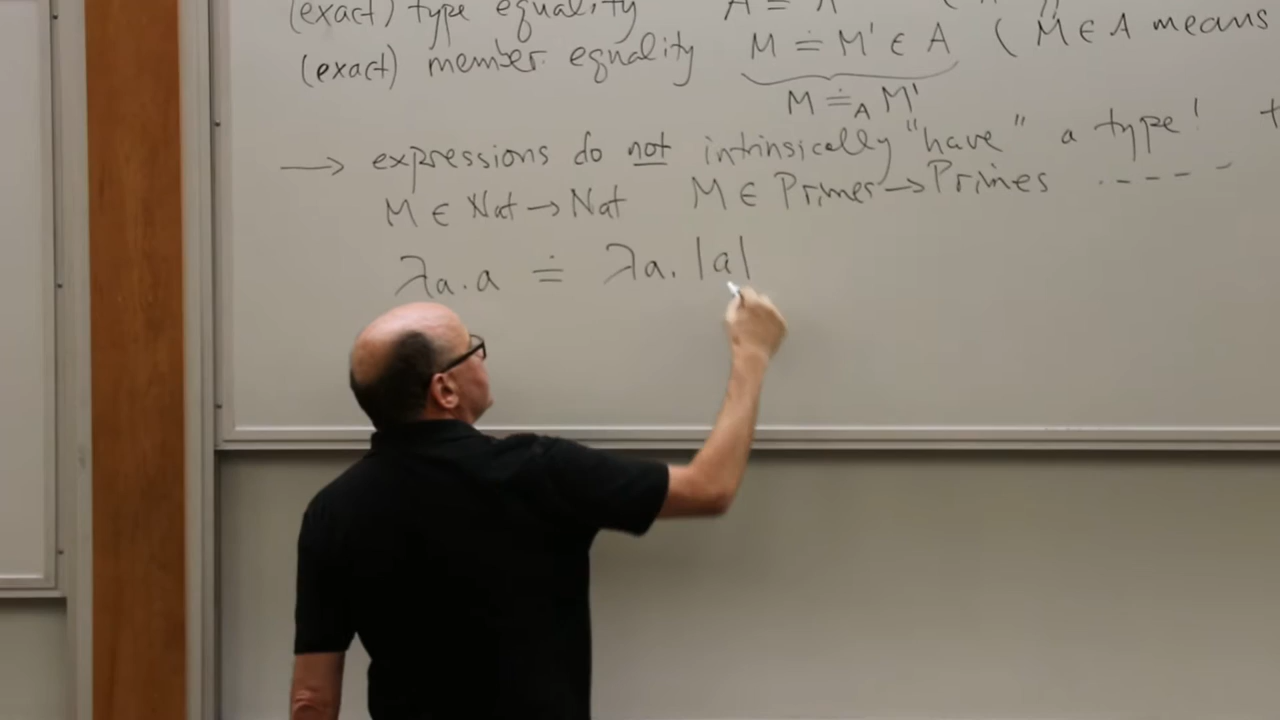 (exact) type equality A ≐ A'
(exact) member equality M ≐ M' ∈ A ( M ∈ A means
M ≐_A M'
→ expressions do not intrinsically "have" a type!
M ∈ Nat → Nat M ∈ Primes → Primes ....
λa.a ≐ λa.|a|